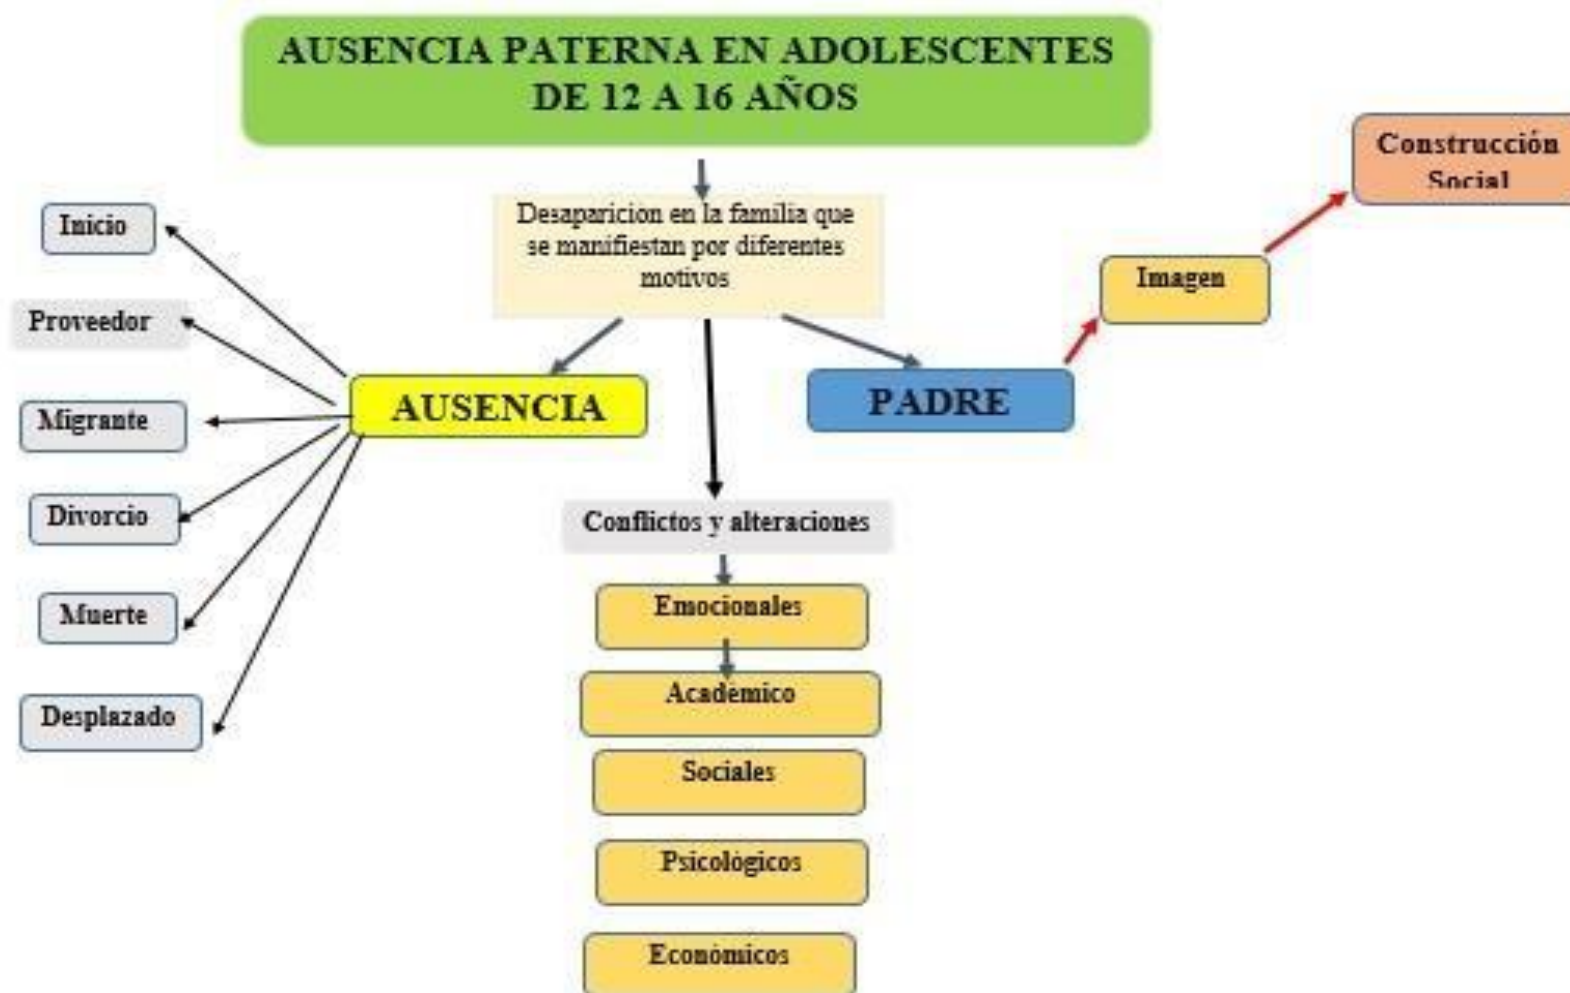 AUSENCIA PATERNA EN ADOLESCENTES
DE 12 A 16 AÑOS
Construcción
Social
Desaparición en la familia que
se manifiestan por diferentes
motivos
Inicio
Imagen
Proveedor
AUSENCIA
PADRE
Migrante
Divorcio
Conflictos y alteraciones
Muerte
Emocionales
Académico
Desplazado
Sociales
Psicológicos
Económicos